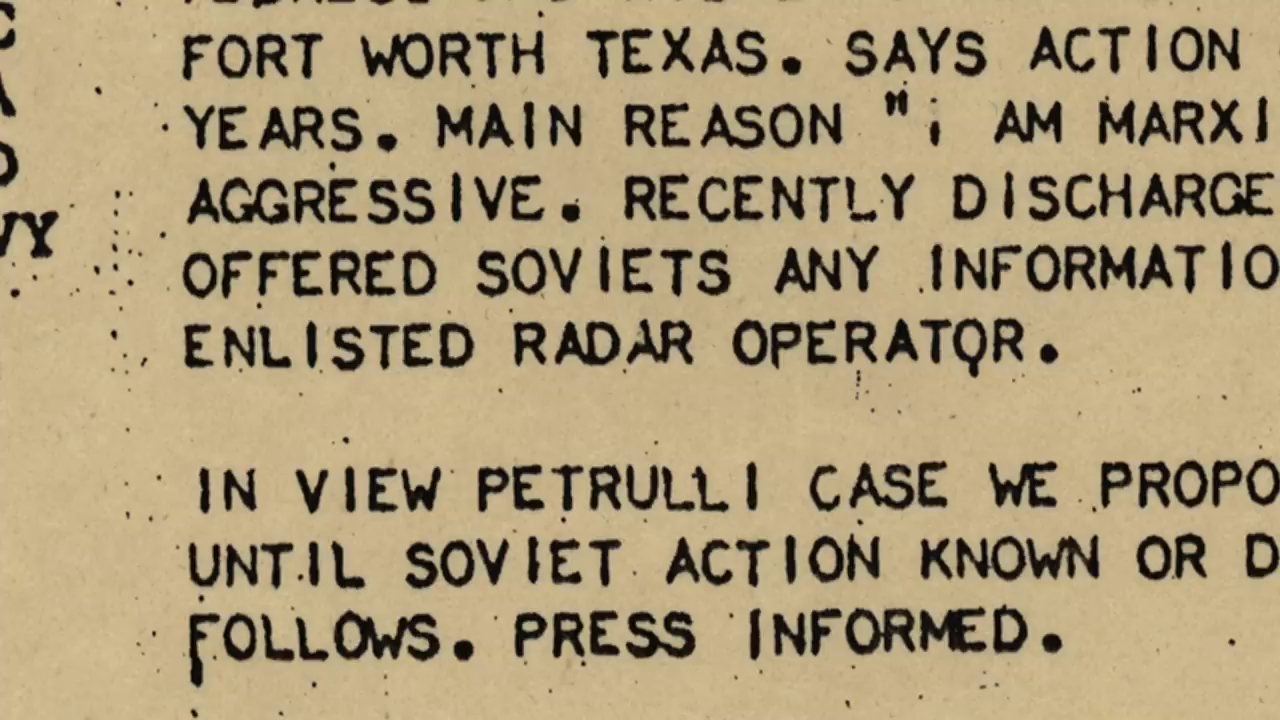 FORT WORTH TEXAS. SAYS ACTION
YEARS. MAIN REASON "; AM MARXI
AGGRESSIVE. RECENTLY DISCHARGE
OFFERED SOVIETS ANY INFORMATIO
ENLISTED RADAR OPERATOR.
IN VIEW PETRULLI CASE WE PROPO
UNTIL SOVIET ACTION KNOWN OR D
FOLLOWS. PRESS INFORMED.